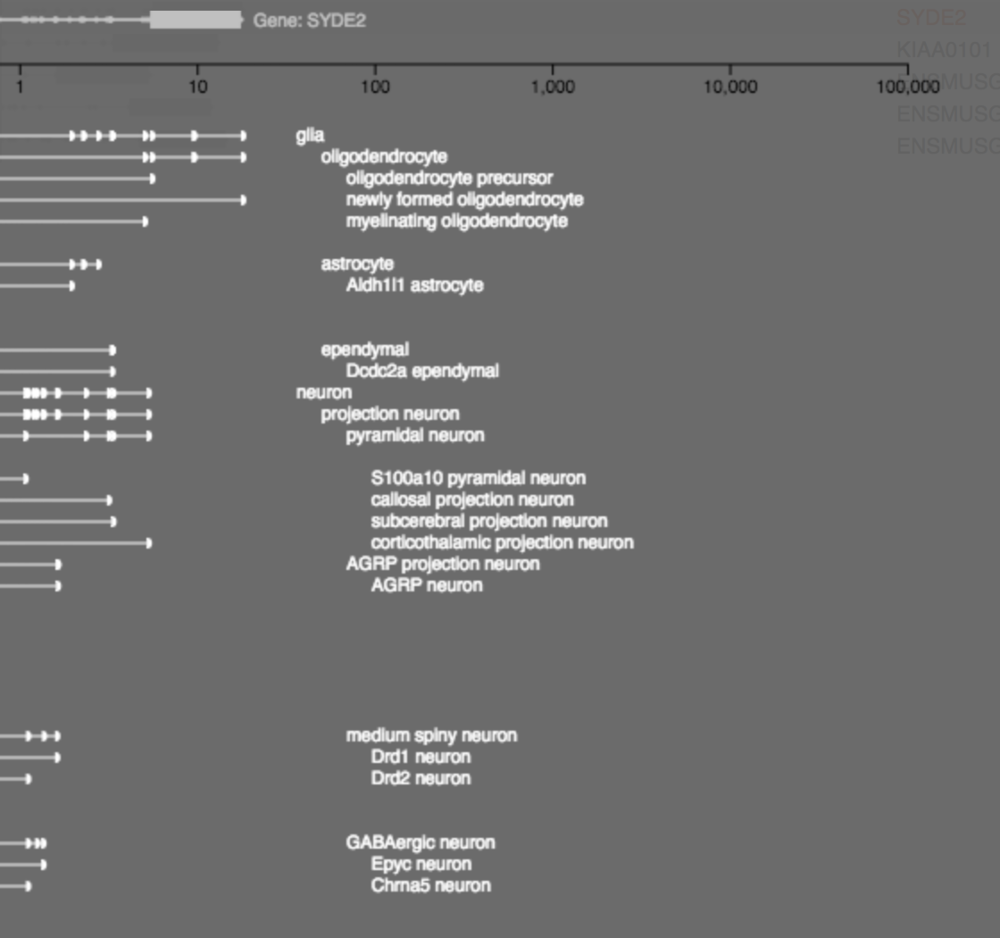 Gene: SYDE2
SYDE2
KIAA0101
1 10 100 1,000 10,000 100,000
ENSMUSG
ENSMUSG
ENSMUSG
glia
oligodendrocyte
oligodendrocyte precursor
newly formed oligodendrocyte
myelinating oligodendrocyte
astrocyte
Aldh1l1 astrocyte
ependymal
Dcdc2a ependymal
neuron
projection neuron
pyramidal neuron
S100a10 pyramidal neuron
callosal projection neuron
subcerebral projection neuron
corticothalamic projection neuron
AGRP projection neuron
AGRP neuron
medium spiny neuron
Drd1 neuron
Drd2 neuron
GABAergic neuron
Epyc neuron
Chrna5 neuron